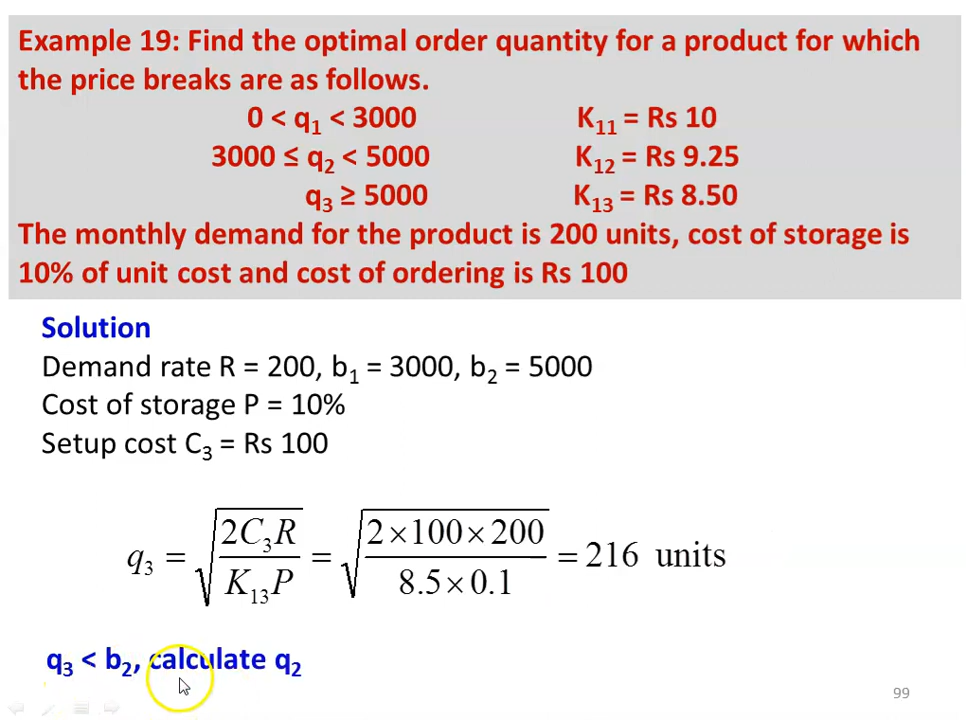 Example 19: Find the optimal order quantity for a product for which
the price breaks are as follows.
0 < q₁ < 3000 K₁₁ = Rs 10
3000 ≤ q₂ < 5000 K₁₂ = Rs 9.25
q₃ ≥ 5000 K₁₃ = Rs 8.50
The monthly demand for the product is 200 units, cost of storage is
10% of unit cost and cost of ordering is Rs 100
Solution
Demand rate R = 200, b₁ = 3000, b₂ = 5000
Cost of storage P = 10%
Setup cost C₃ = Rs 100
q₃ = √(2C₃R / K₁₃P) = √(2×100×200 / 8.5×0.1) = 216 units
q₃ < b₂, calculate q₂
99